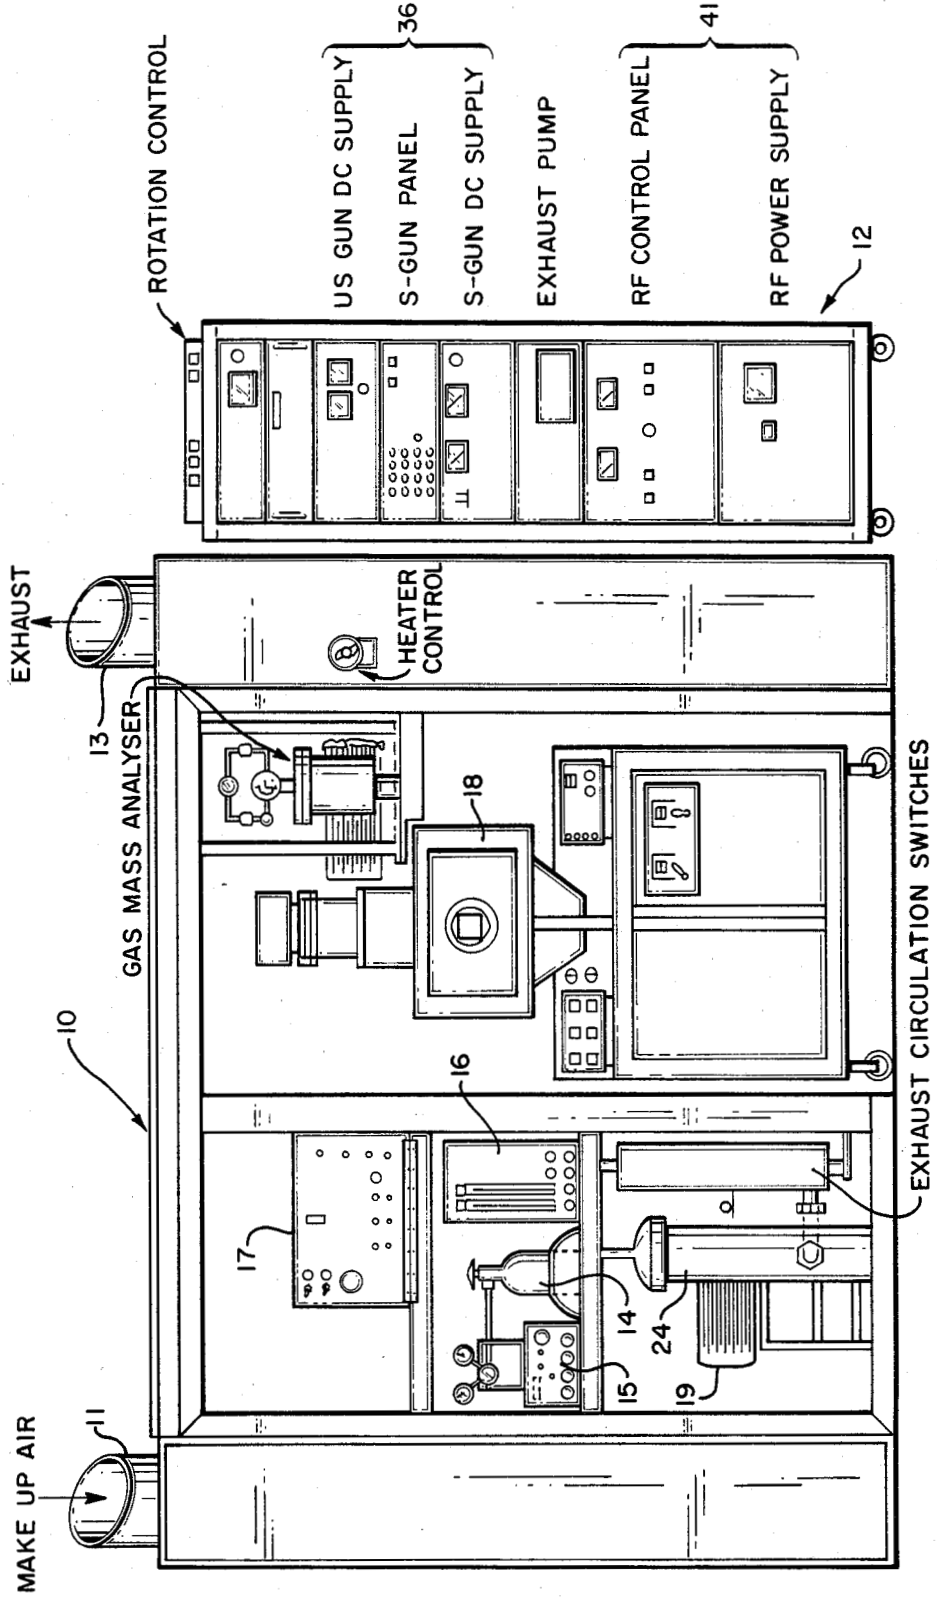 MAKE UP AIR
11
10
EXHAUST
13
GAS MASS ANALYSER
HEATER
CONTROL
17
16
18
14
15
24
19
EXHAUST CIRCULATION SWITCHES
ROTATION CONTROL
US GUN DC SUPPLY
S-GUN PANEL
S-GUN DC SUPPLY
36
EXHAUST PUMP
RF CONTROL PANEL
RF POWER SUPPLY
41
12